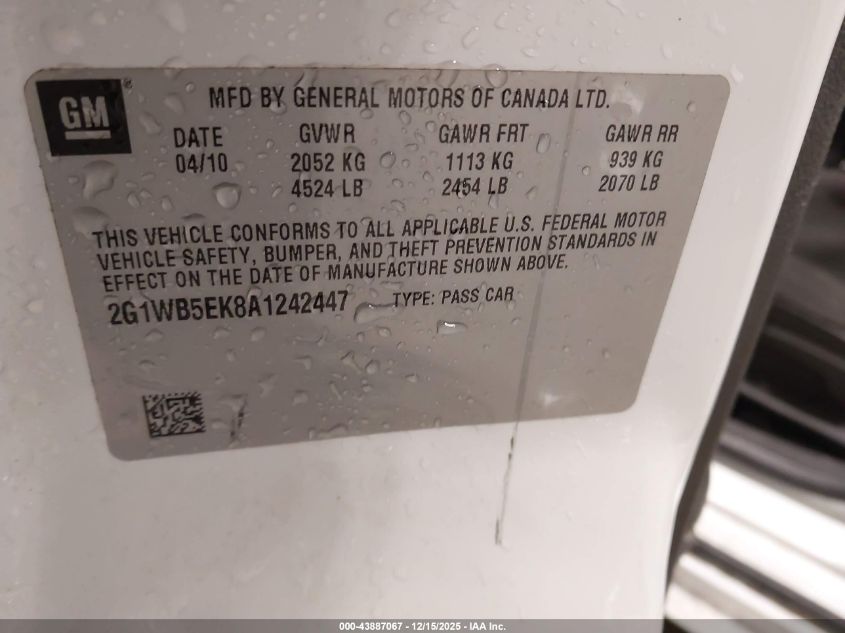 GM®
MFD BY GENERAL MOTORS OF CANADA LTD.
DATE GVWR GAWR FRT GAWR RR
04/10 2052 KG 1113 KG 939 KG
4524 LB 2454 LB 2070 LB
THIS VEHICLE CONFORMS TO ALL APPLICABLE U.S. FEDERAL MOTOR
VEHICLE SAFETY, BUMPER, AND THEFT PREVENTION STANDARDS IN
EFFECT ON THE DATE OF MANUFACTURE SHOWN ABOVE.
2G1WB5EK8A1242447 TYPE: PASS CAR
000-43887067 - 12/15/2025 - IAA Inc.